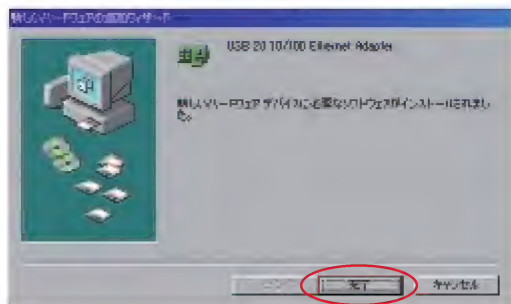 新しいハードウェアの追加ウィザード
USB 20 10/100 Ethernet Adapter
新しいハードウェア デバイスに必要なソフトウェアがインストールされまし
た。
完了
キャンセル